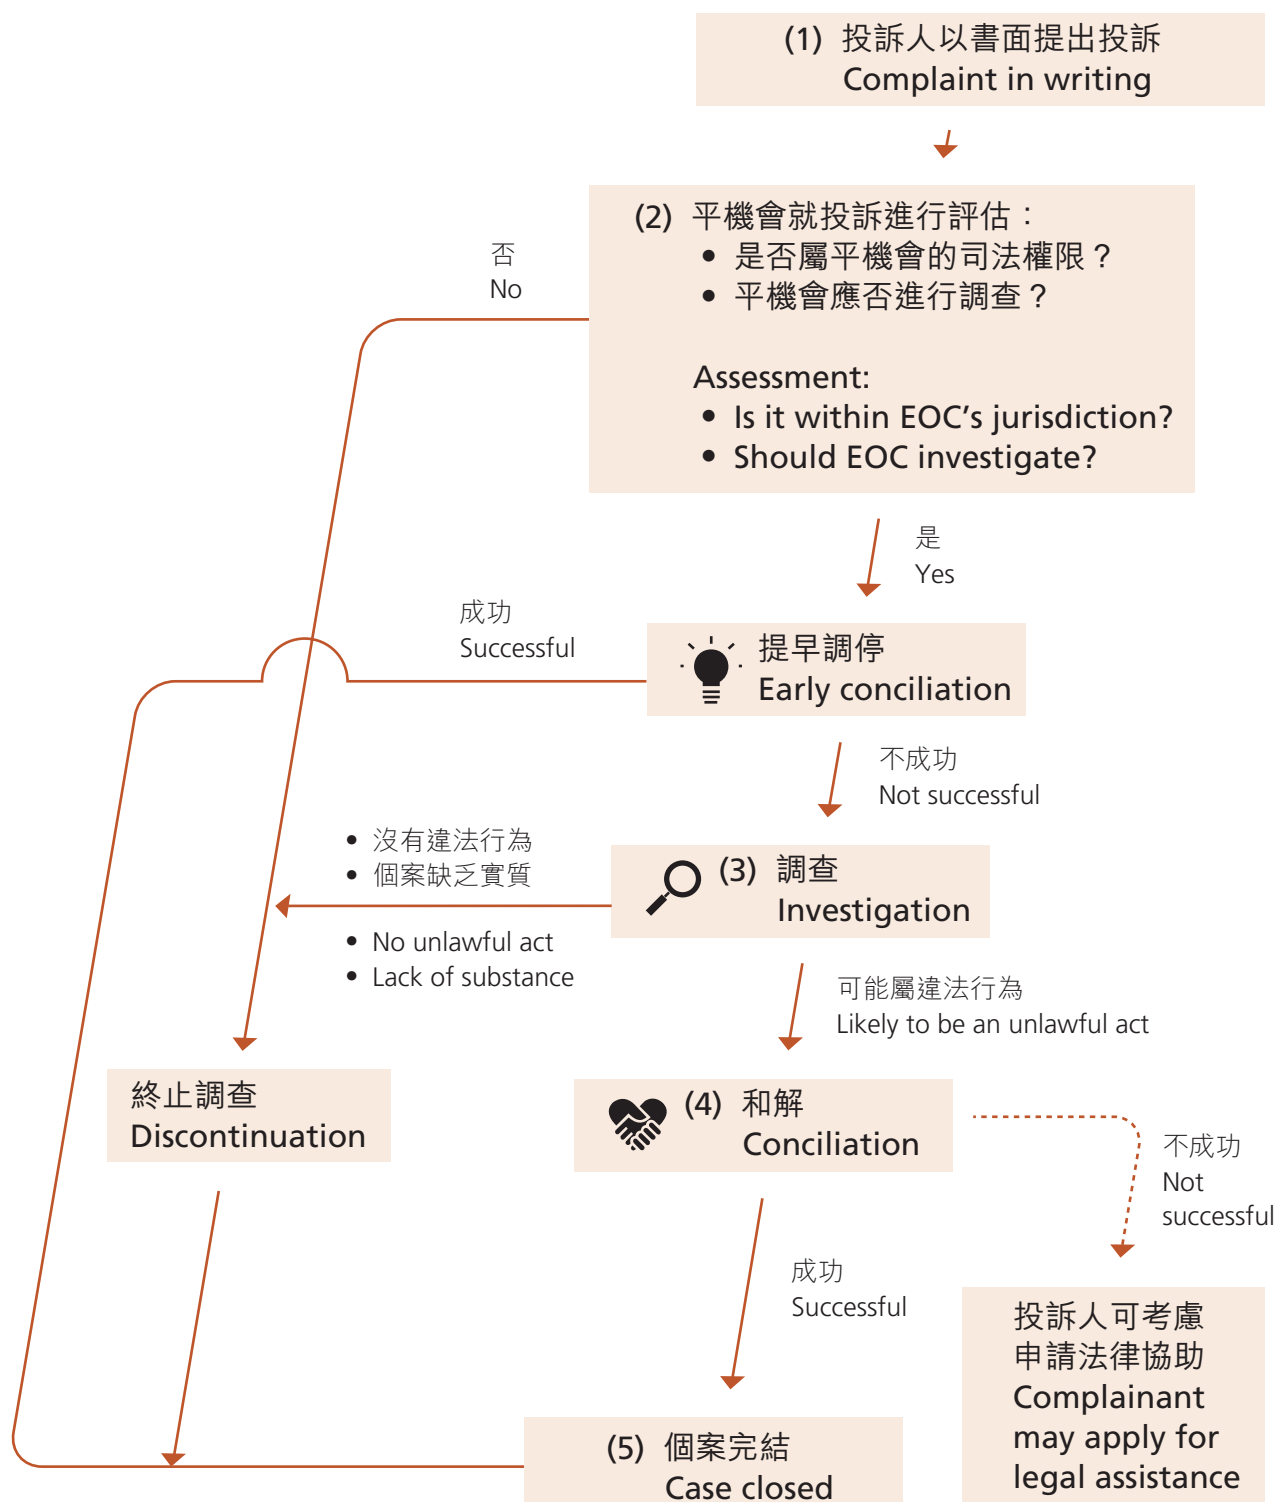 (1) 投訴人以書面提出投訴
Complaint in writing
(2) 平機會就投訴進行評估：
• 是否屬平機會的司法權限？
• 平機會應否進行調查？
Assessment:
• Is it within EOC’s jurisdiction?
• Should EOC investigate?
否
No
是
Yes
成功
Successful
提早調停
Early conciliation
不成功
Not successful
• 沒有違法行為
• 個案缺乏實質
• No unlawful act
• Lack of substance
(3) 調查
Investigation
可能屬違法行為
Likely to be an unlawful act
終止調查
Discontinuation
(4) 和解
Conciliation
不成功
Not
successful
成功
Successful
投訴人可考慮
申請法律協助
Complainant
may apply for
legal assistance
(5) 個案完結
Case closed